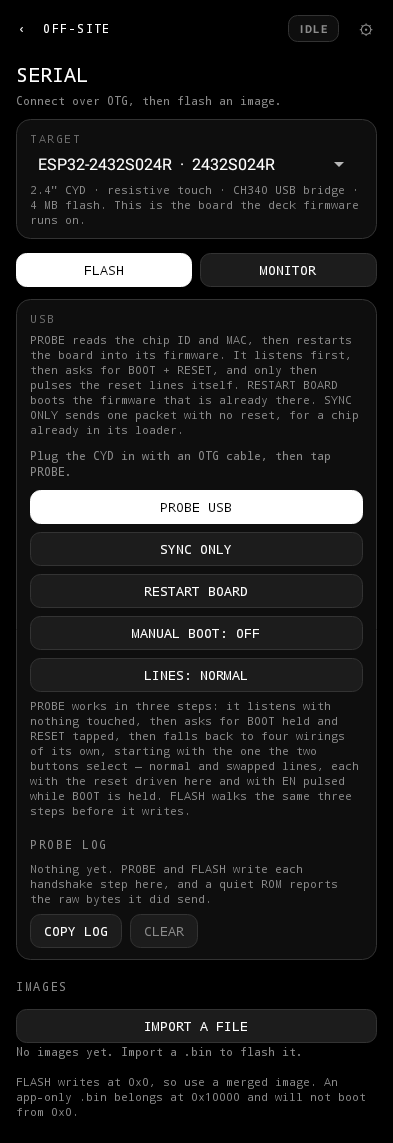 ‹ OFF-SITE
IDLE
SERIAL
Connect over OTG, then flash an image.
TARGET
ESP32-2432S024R · 2432S024R
2.4" CYD · resistive touch · CH340 USB bridge ·
4 MB flash. This is the board the deck firmware
runs on.
FLASH
MONITOR
USB
PROBE reads the chip ID and MAC, then restarts
the board into its firmware. It listens first,
then asks for BOOT + RESET, and only then
pulses the reset lines itself. RESTART BOARD
boots the firmware that is already there. SYNC
ONLY sends one packet with no reset, for a chip
already in its loader.
Plug the CYD in with an OTG cable, then tap
PROBE.
PROBE USB
SYNC ONLY
RESTART BOARD
MANUAL BOOT: OFF
LINES: NORMAL
PROBE works in three steps: it listens with
nothing touched, then asks for BOOT held and
RESET tapped, then falls back to four wirings
of its own, starting with the one the two
buttons select — normal and swapped lines, each
with the reset driven here and with EN pulsed
while BOOT is held. FLASH walks the same three
steps before it writes.
PROBE LOG
Nothing yet. PROBE and FLASH write each
handshake step here, and a quiet ROM reports
the raw bytes it did send.
COPY LOG
CLEAR
IMAGES
IMPORT A FILE
No images yet. Import a .bin to flash it.
FLASH writes at 0x0, so use a merged image. An
app-only .bin belongs at 0x10000 and will not boot
from 0x0.